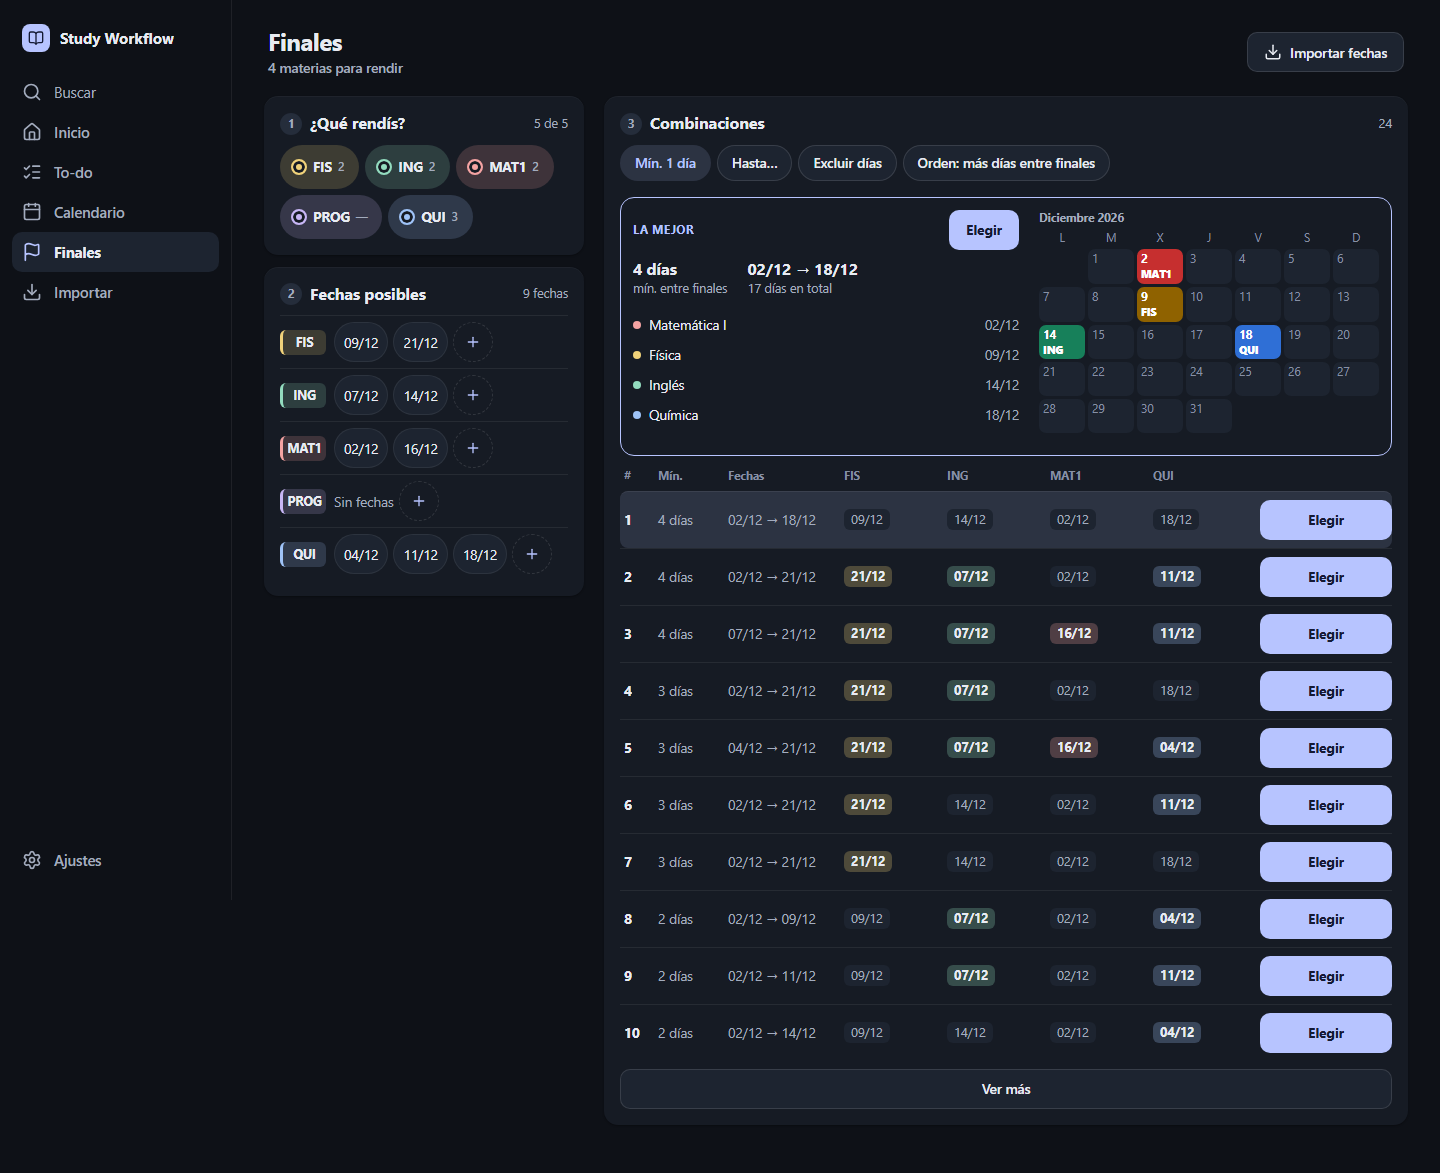 Study Workflow
Buscar
Inicio
To-do
Calendario
Finales
Importar
Ajustes
Finales
4 materias para rendir
Importar fechas
1 ¿Qué rendís? 5 de 5
FIS 2 ING 2 MAT1 2
PROG — QUI 3
2 Fechas posibles 9 fechas
FIS 09/12 21/12 +
ING 07/12 14/12 +
MAT1 02/12 16/12 +
PROG Sin fechas +
QUI 04/12 11/12 18/12 +
3 Combinaciones 24
Mín. 1 día Hasta... Excluir días Orden: más días entre finales
LA MEJOR Elegir
4 días 02/12 → 18/12
mín. entre finales 17 días en total
Matemática I 02/12
Física 09/12
Inglés 14/12
Química 18/12
Diciembre 2026
L M X J V S D
1 2 3 4 5 6
MAT1
7 8 9 10 11 12 13
FIS
14 15 16 17 18 19 20
ING QUI
21 22 23 24 25 26 27
28 29 30 31
# Mín. Fechas FIS ING MAT1 QUI
1 4 días 02/12 → 18/12 09/12 14/12 02/12 18/12 Elegir
2 4 días 02/12 → 21/12 21/12 07/12 02/12 11/12 Elegir
3 4 días 07/12 → 21/12 21/12 07/12 16/12 11/12 Elegir
4 3 días 02/12 → 21/12 21/12 07/12 02/12 18/12 Elegir
5 3 días 04/12 → 21/12 21/12 07/12 16/12 04/12 Elegir
6 3 días 02/12 → 21/12 21/12 14/12 02/12 11/12 Elegir
7 3 días 02/12 → 21/12 21/12 14/12 02/12 18/12 Elegir
8 2 días 02/12 → 09/12 09/12 07/12 02/12 04/12 Elegir
9 2 días 02/12 → 11/12 09/12 07/12 02/12 11/12 Elegir
10 2 días 02/12 → 14/12 09/12 14/12 02/12 04/12 Elegir
Ver más